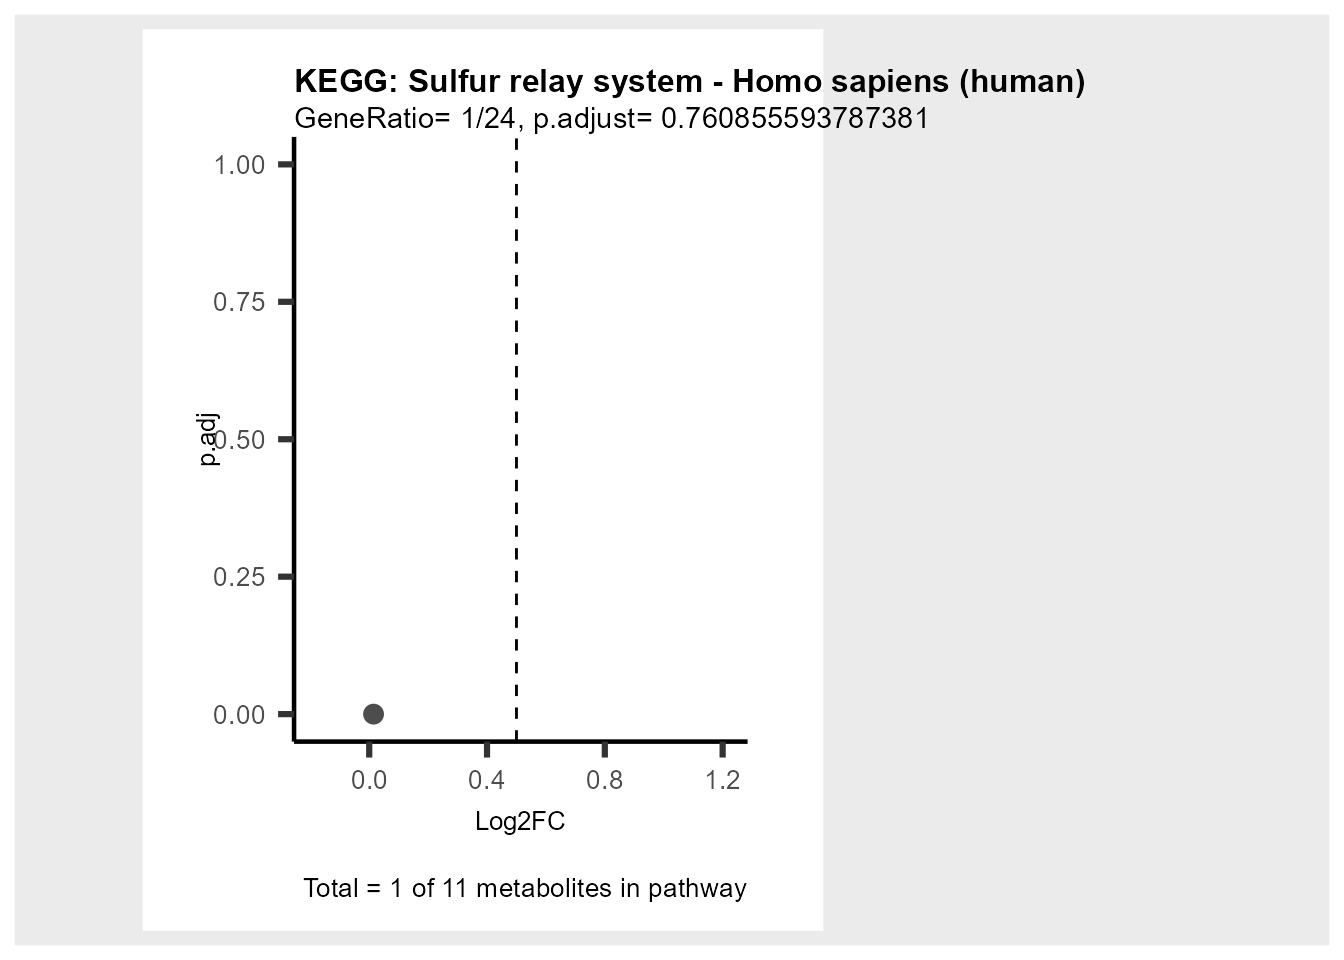 KEGG: Sulfur relay system - Homo sapiens (human)
GeneRatio= 1/24, p.adjust= 0.760855593787381
1.00
0.75
p.adj
0.50
0.25
0.00
0.0 0.4 0.8 1.2
Log2FC
Total = 1 of 11 metabolites in pathway